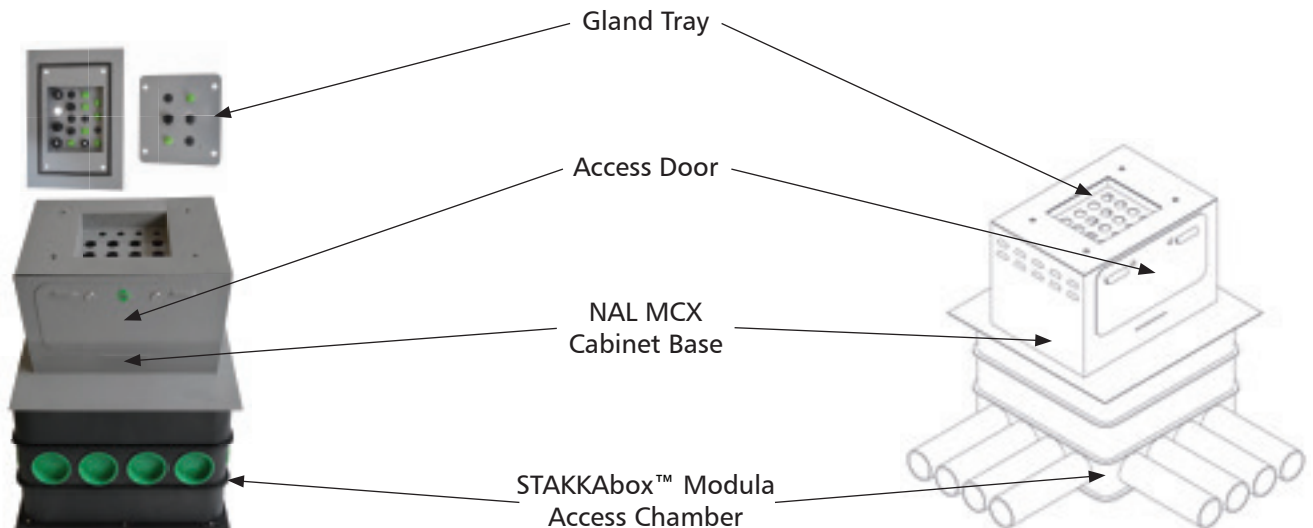 Gland Tray
Access Door
NAL MCX
Cabinet Base
STAKKAbox™ Modula
Access Chamber